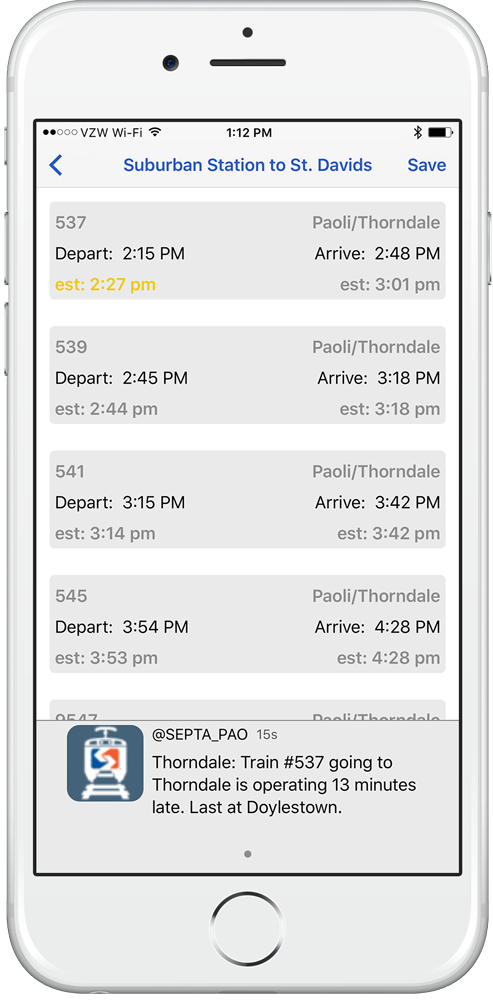 VZW Wi-Fi 1:12 PM
Suburban Station to St. Davids Save
537 Paoli/Thorndale
Depart: 2:15 PM Arrive: 2:48 PM
est: 2:27 pm est: 3:01 pm
539 Paoli/Thorndale
Depart: 2:45 PM Arrive: 3:18 PM
est: 2:44 pm est: 3:18 pm
541 Paoli/Thorndale
Depart: 3:15 PM Arrive: 3:42 PM
est: 3:14 pm est: 3:42 pm
545 Paoli/Thorndale
Depart: 3:54 PM Arrive: 4:28 PM
est: 3:53 pm est: 4:28 pm
9547 Paoli/Thorndale
@SEPTA_PAO 15s
Thorndale: Train #537 going to
Thorndale is operating 13 minutes
late. Last at Doylestown.